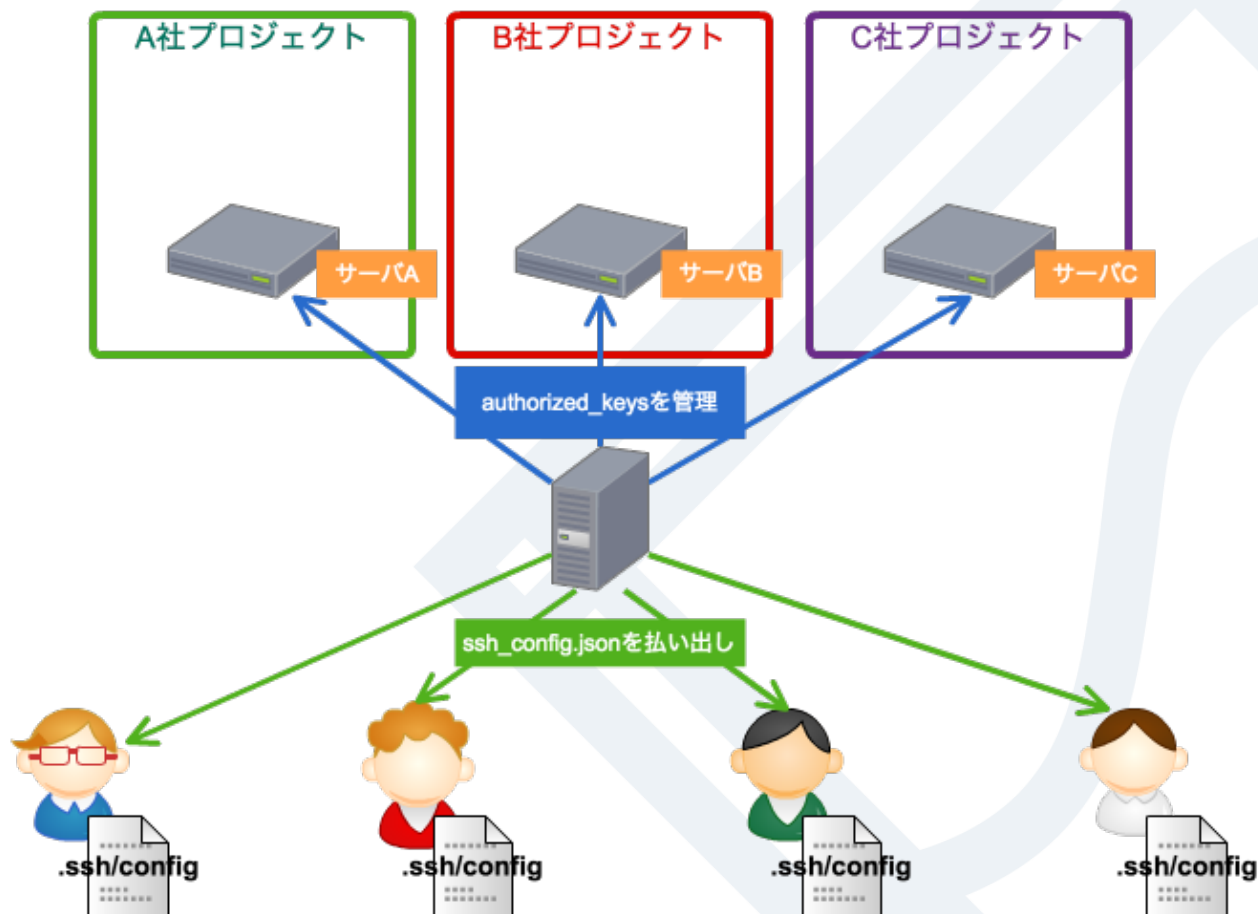 A社プロジェクト
B社プロジェクト
C社プロジェクト
サーバA
サーバB
サーバC
authorized_keysを管理
ssh_config.jsonを払い出し
.ssh/config
.ssh/config
.ssh/config
.ssh/config